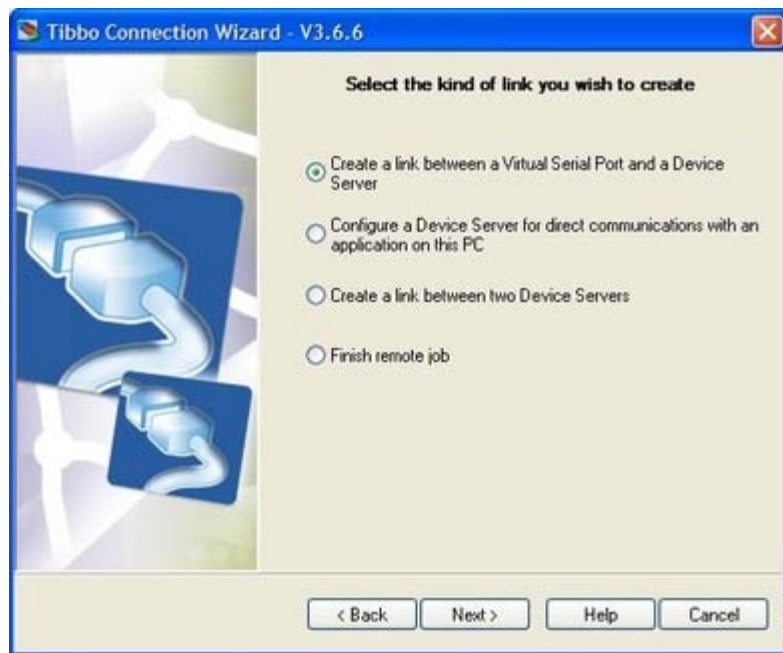 Tibbo Connection Wizard - V3.6.6
Select the kind of link you wish to create
Create a link between a Virtual Serial Port and a Device
Server
Configure a Device Server for direct communications with an
application on this PC
Create a link between two Device Servers
Finish remote job
< Back Next > Help Cancel